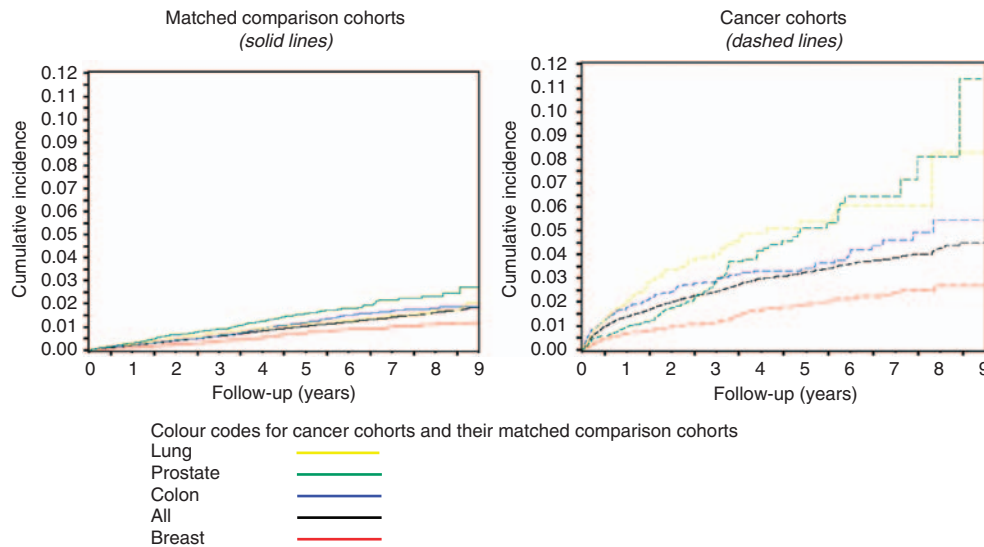 Matched comparison cohorts
(solid lines)
0.12
0.11
0.10
0.09
0.08
0.07
0.06
0.05
0.04
0.03
0.02
0.01
0.00
Cumulative incidence
0 1 2 3 4 5 6 7 8 9
Follow-up (years)
Cancer cohorts
(dashed lines)
0.12
0.11
0.10
0.09
0.08
0.07
0.06
0.05
0.04
0.03
0.02
0.01
0.00
Cumulative incidence
0 1 2 3 4 5 6 7 8 9
Follow-up (years)
Colour codes for cancer cohorts and their matched comparison cohorts
Lung
Prostate
Colon
All
Breast